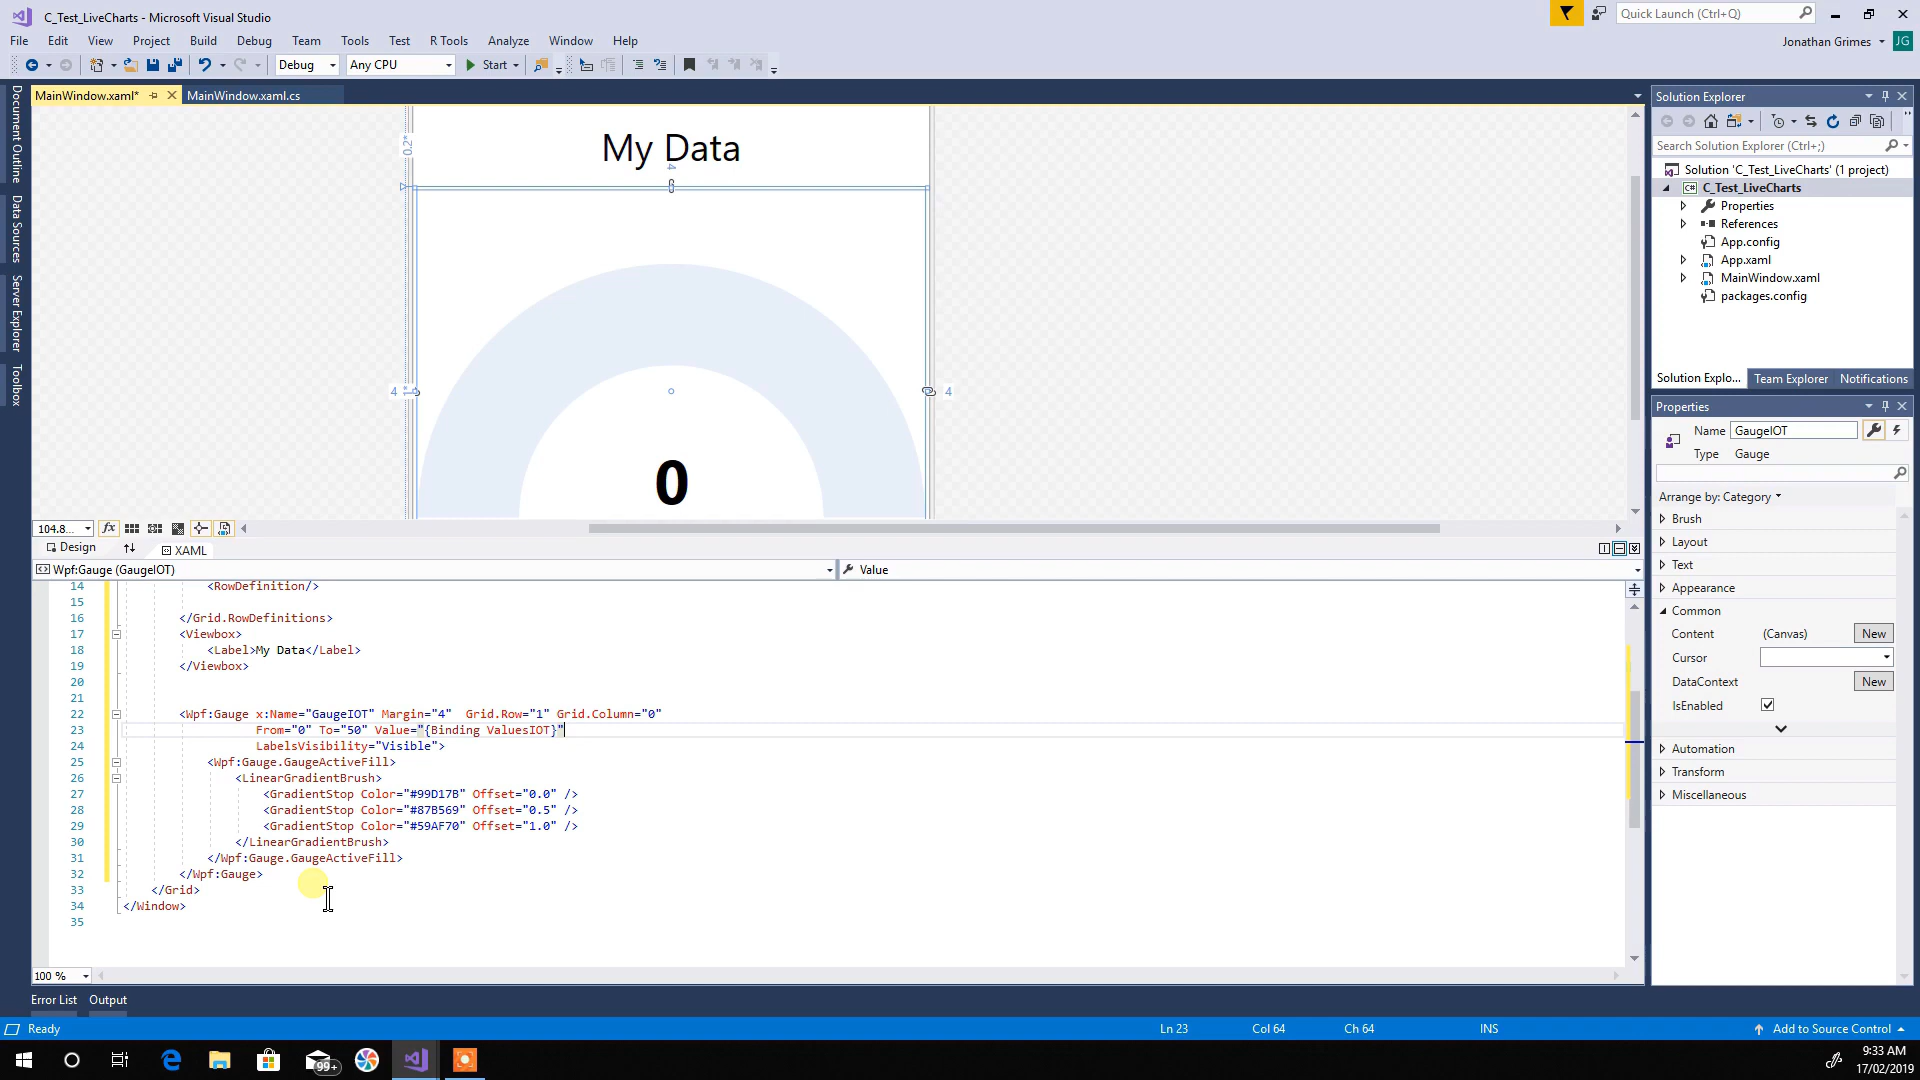 C_Test_LiveCharts - Microsoft Visual Studio
Quick Launch (Ctrl+Q)
File Edit View Project Build Debug Team Tools Test R Tools Analyze Window Help
Jonathan Grimes JG
Debug Any CPU Start
MainWindow.xaml* MainWindow.xaml.cs
Document Outline
Data Sources
Server Explorer
Toolbox
0.2*
My Data
4
4 1*
4
0
104.8...
fx
Design XAML
Wpf:Gauge (GaugeIOT) Value
14 <RowDefinition/>
15
16 </Grid.RowDefinitions>
17 <Viewbox>
18 <Label>My Data</Label>
19 </Viewbox>
20
21
22 <Wpf:Gauge x:Name="GaugeIOT" Margin="4"  Grid.Row="1" Grid.Column="0"
23 From="0" To="50" Value="{Binding ValuesIOT}"
24 LabelsVisibility="Visible">
25 <Wpf:Gauge.GaugeActiveFill>
26 <LinearGradientBrush>
27 <GradientStop Color="#99D17B" Offset="0.0" />
28 <GradientStop Color="#87B569" Offset="0.5" />
29 <GradientStop Color="#59AF70" Offset="1.0" />
30 </LinearGradientBrush>
31 </Wpf:Gauge.GaugeActiveFill>
32 </Wpf:Gauge>
33 </Grid>
34 </Window>
35
100 %
Error List Output
Solution Explorer
Search Solution Explorer (Ctrl+;)
Solution 'C_Test_LiveCharts' (1 project)
C# C_Test_LiveCharts
Properties
References
App.config
App.xaml
MainWindow.xaml
packages.config
Solution Explo... Team Explorer Notifications
Properties
Name GaugeIOT
Type Gauge
Arrange by: Category
Brush
Layout
Text
Appearance
Common
Content (Canvas) New
Cursor
DataContext New
IsEnabled
Automation
Transform
Miscellaneous
Ready Ln 23 Col 64 Ch 64 INS Add to Source Control
99+
9:33 AM
17/02/2019